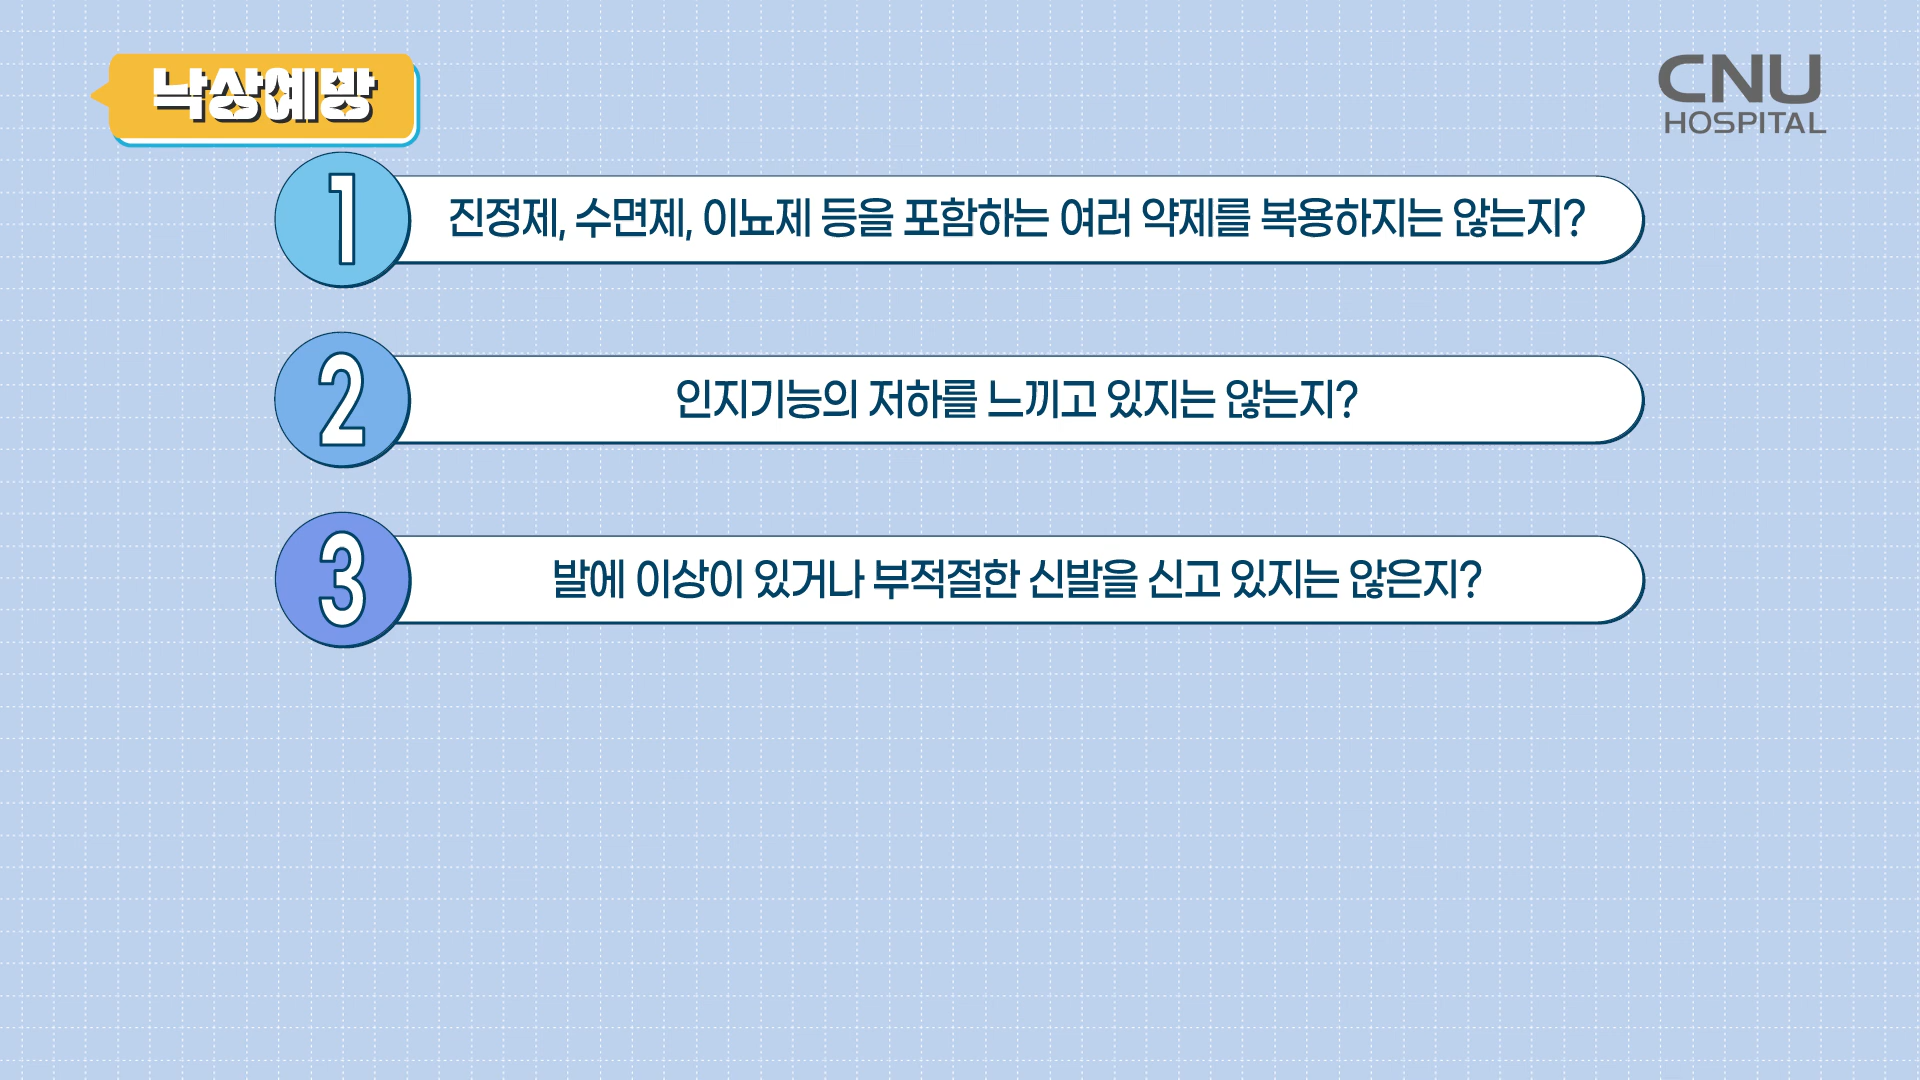 낙상예방
CNU
HOSPITAL
1 진정제, 수면제, 이뇨제 등을 포함하는 여러 약제를 복용하지는 않는지?
2 인지기능의 저하를 느끼고 있지는 않는지?
3 발에 이상이 있거나 부적절한 신발을 신고 있지는 않은지?